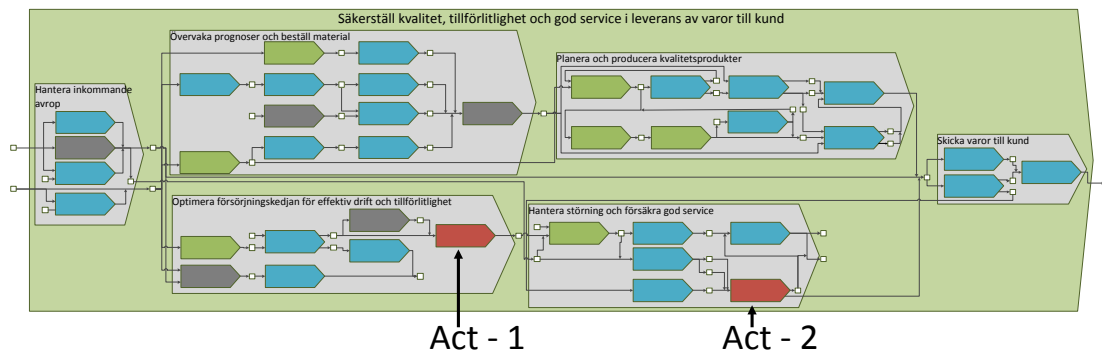 Säkerställ kvalitet, tillförlitlighet och god service i leverans av varor till kund
Övervaka prognoser och beställ material
Planera och producera kvalitetsprodukter
Hantera inkommande
avrop
Skicka varor till kund
Optimera försörjningskedjan för effektiv drift och tillförlitlighet
Hantera störning och försäkra god service
Act - 1
Act - 2